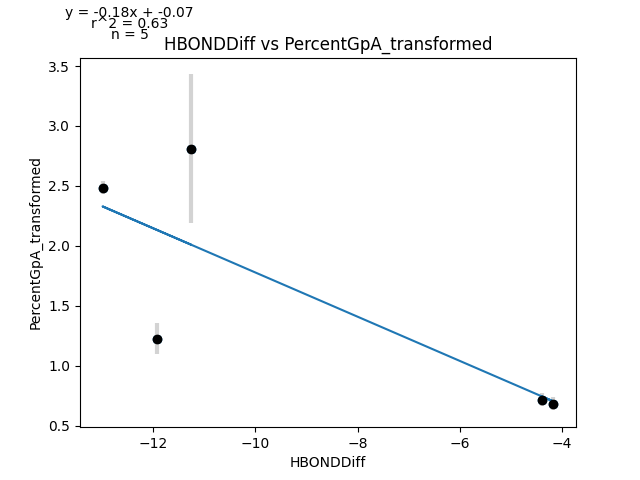 y = -0.18x + -0.07
r^2 = 0.63
n = 5
HBONDDiff vs PercentGpA_transformed
3.5
3.0
2.5
2.0
1.5
1.0
0.5
PercentGpA_transformed
−12
−10
−8
−6
−4
HBONDDiff